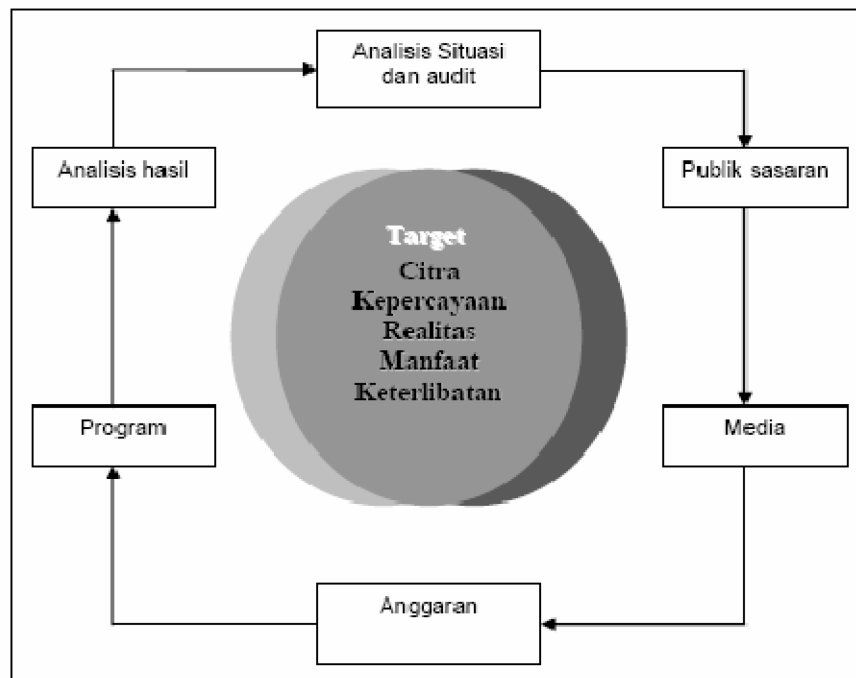 Analisis Situasi
dan audit
Analisis hasil
Publik sasaran
Target
Citra
Kepercayaan
Realitas
Manfaat
Keterlibatan
Program
Media
Anggaran